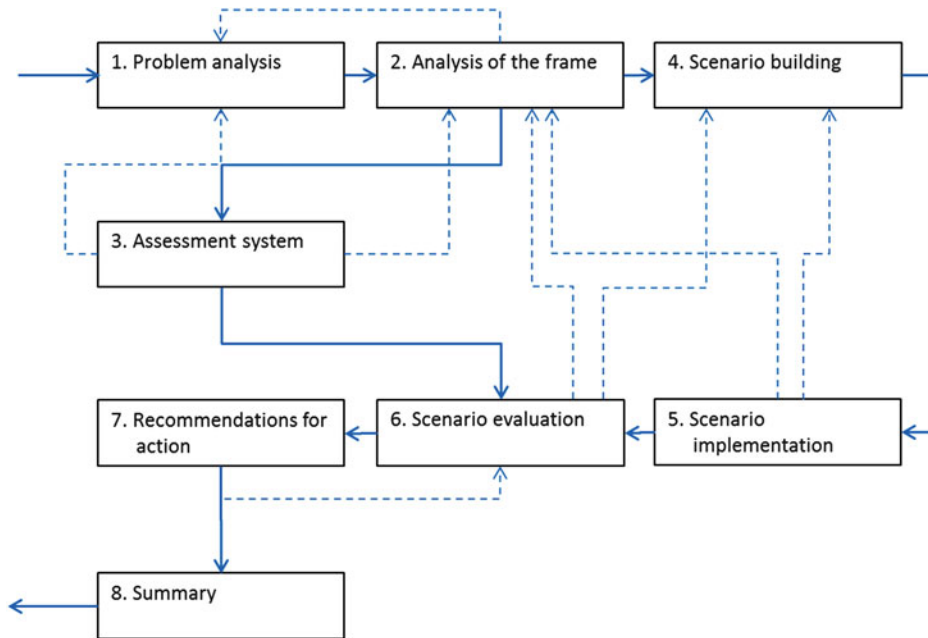 1. Problem analysis
2. Analysis of the frame
4. Scenario building
3. Assessment system
7. Recommendations for
action
6. Scenario evaluation
5. Scenario
implementation
8. Summary